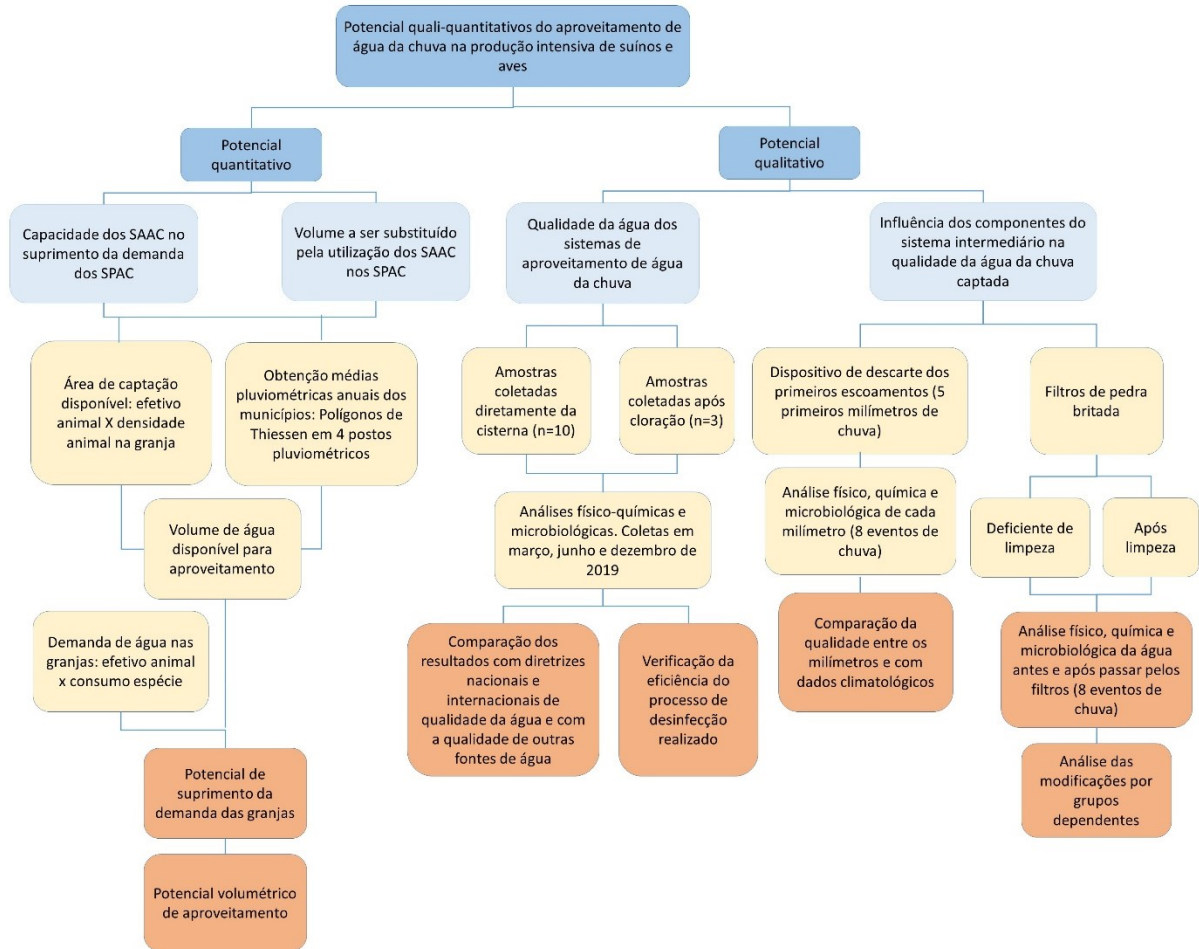 Potencial quali-quantitativos do aproveitamento de
água da chuva na produção intensiva de suínos e
aves
Potencial
quantitativo
Potencial
qualitativo
Capacidade dos SAAC no
suprimento da demanda
dos SPAC
Volume a ser substituído
pela utilização dos SAAC
nos SPAC
Qualidade da água dos
sistemas de
aproveitamento de água
da chuva
Influência dos componentes do
sistema intermediário na
qualidade da água da chuva
captada
Área de captação
disponível: efetivo
animal X densidade
animal na granja
Obtenção médias
pluviométricas anuais dos
municípios: Polígonos de
Thiessen em 4 postos
pluviométricos
Amostras
coletadas
diretamente da
cisterna (n=10)
Amostras
coletadas após
cloração (n=3)
Dispositivo de descarte dos
primeiros escoamentos (5
primeiros milímetros de
chuva)
Filtros de pedra
britada
Volume de água
disponível para
aproveitamento
Análises físico-químicas e
microbiológicas. Coletas em
março, junho e dezembro de
2019
Análise físico, química e
microbiológica de cada
milímetro (8 eventos de
chuva)
Deficiente de
limpeza
Após
limpeza
Demanda de água nas
granjas: efetivo animal
x consumo espécie
Comparação dos
resultados com diretrizes
nacionais e
internacionais de
qualidade da água e com
a qualidade de outras
fontes de água
Verificação da
eficiência do
processo de
desinfecção
realizado
Comparação da
qualidade entre os
milímetros e com
dados climatológicos
Análise físico, química e
microbiológica da água
antes e após passar pelos
filtros (8 eventos de
chuva)
Potencial de
suprimento da
demanda das granjas
Análise das
modificações por
grupos
dependentes
Potencial volumétrico
de aproveitamento